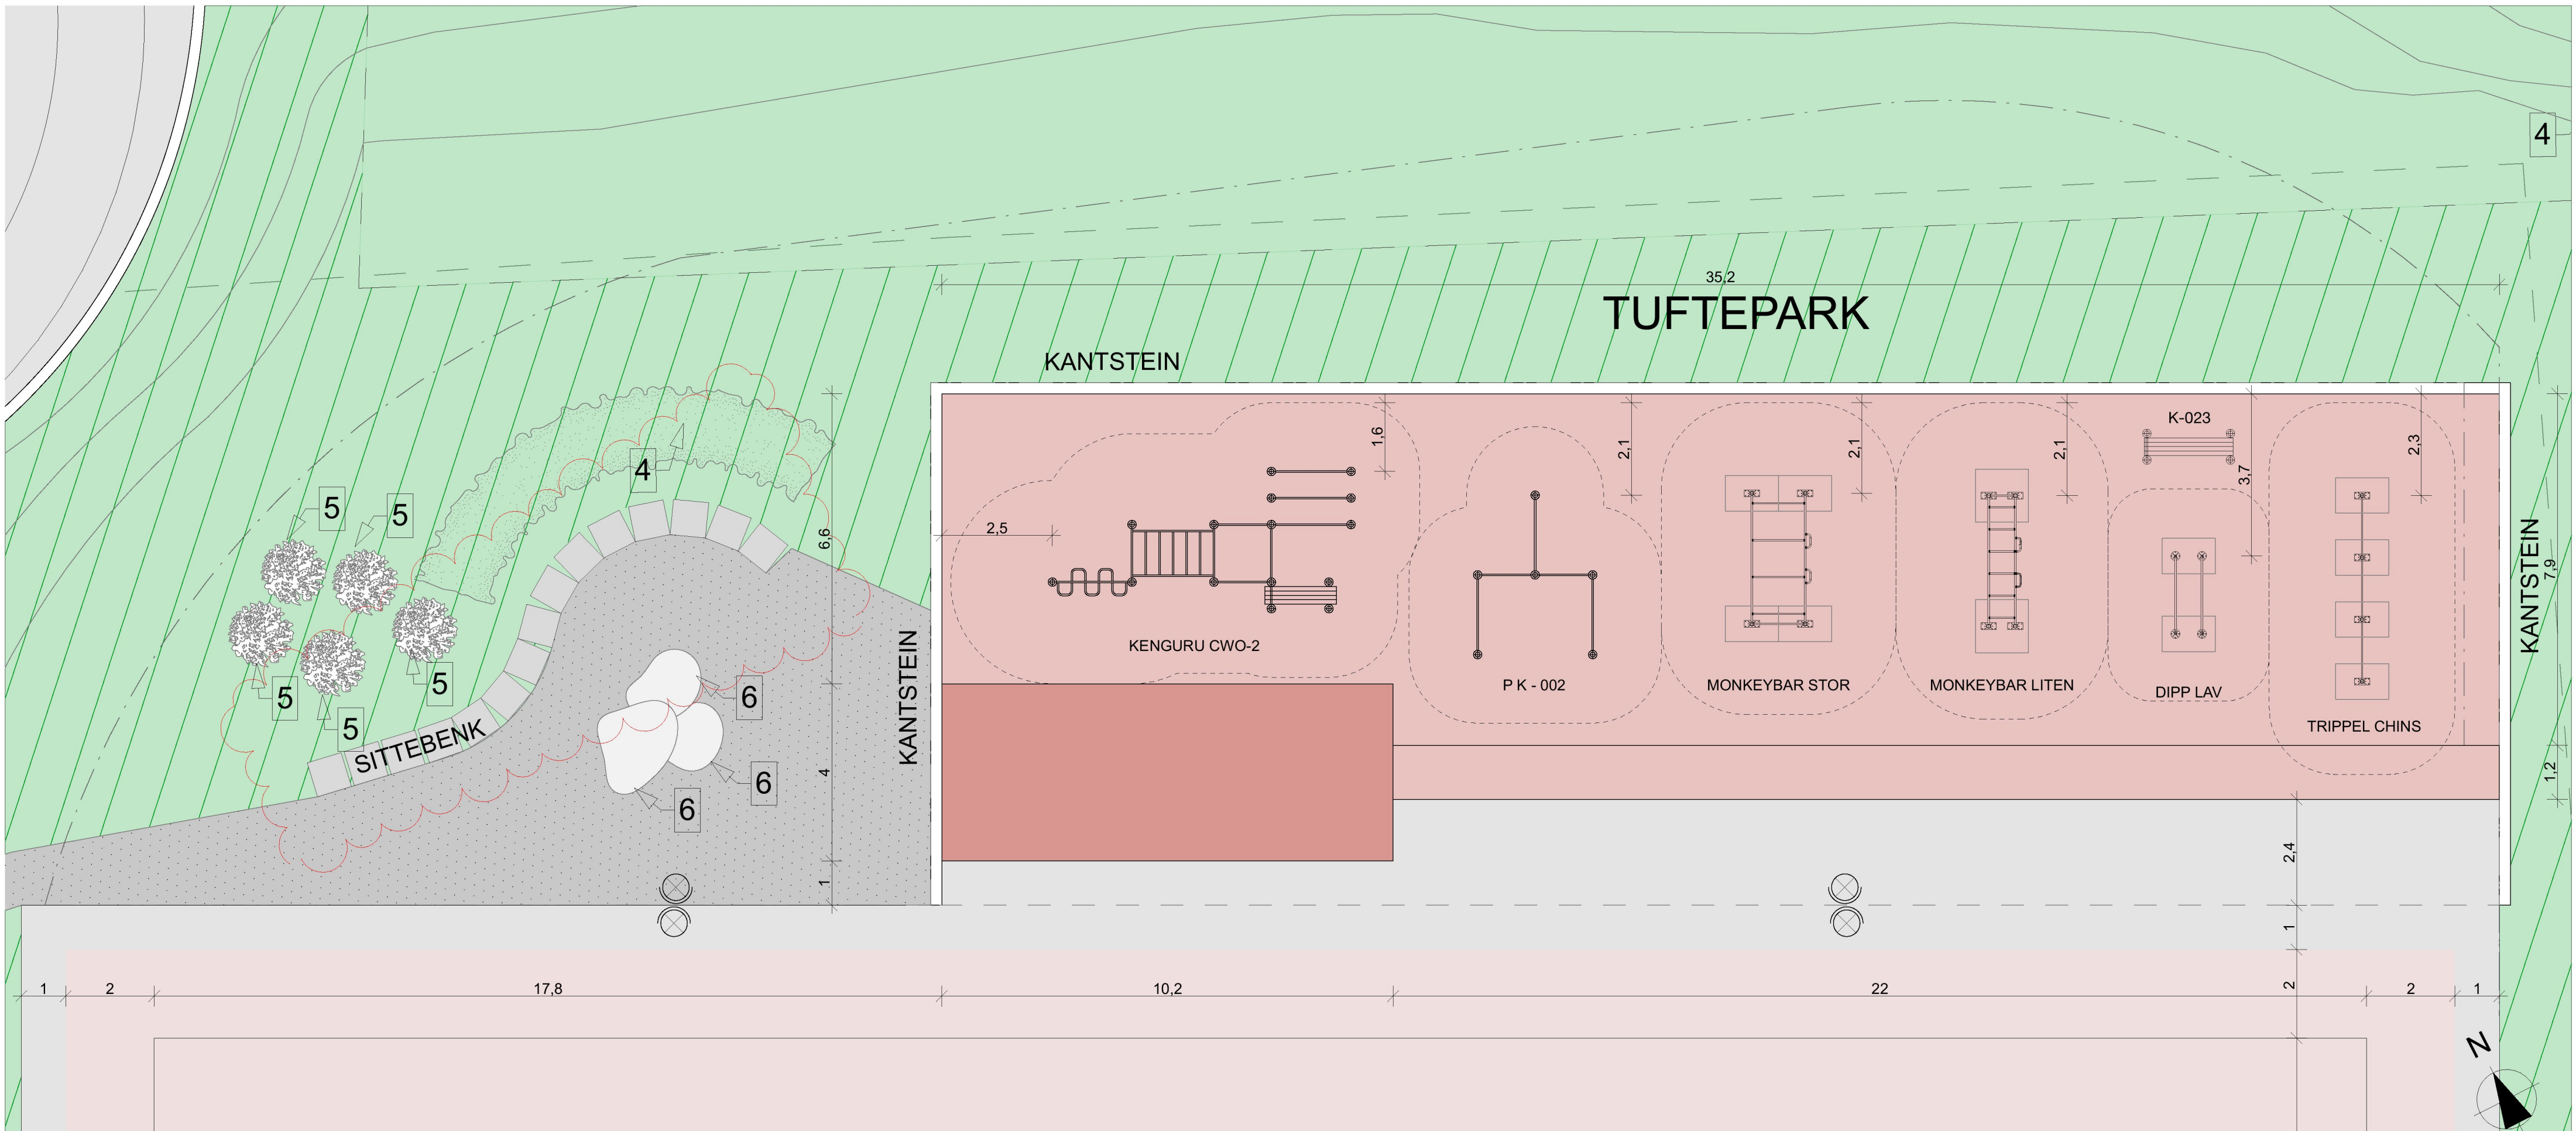 4
35,2
TUFTEPARK
KANTSTEIN
K-023
1,6
2,1
2,1
2,1
3,7
2,3
4
5
5
6,6
2,5
KANTSTEIN
7,9
KENGURU CWO-2
KANTSTEIN
5
5
6
P K - 002
MONKEYBAR STOR
MONKEYBAR LITEN
DIPP LAV
TRIPPEL CHINS
5
SITTEBENK
6
6
4
1,2
2,4
1
1
1
2
17,8
10,2
22
2
2
1
N